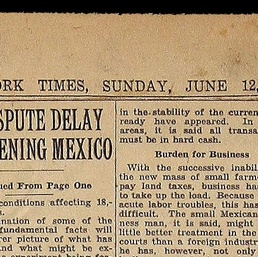 ORK TIMES, SUNDAY, JUNE 12,
SPUTE DELAY
ENING MEXICO
ued From Page One
conditions affecting 18,-
s.
ination of some of the
fundamental facts will
er picture of what has
and what might be ex-
in the stability of the curren
ready have appeared. In
areas, it is said all transac
must be in hard cash.
Burden for Business
With the successive inabil
the new mass of small farme
pay land taxes, business ha
to take up the load. Because
acute labor troubles, this has
difficult. The small Mexican
ness man, it is said, might
little better treatment in the
courts than a foreign industr
he has, however, not only